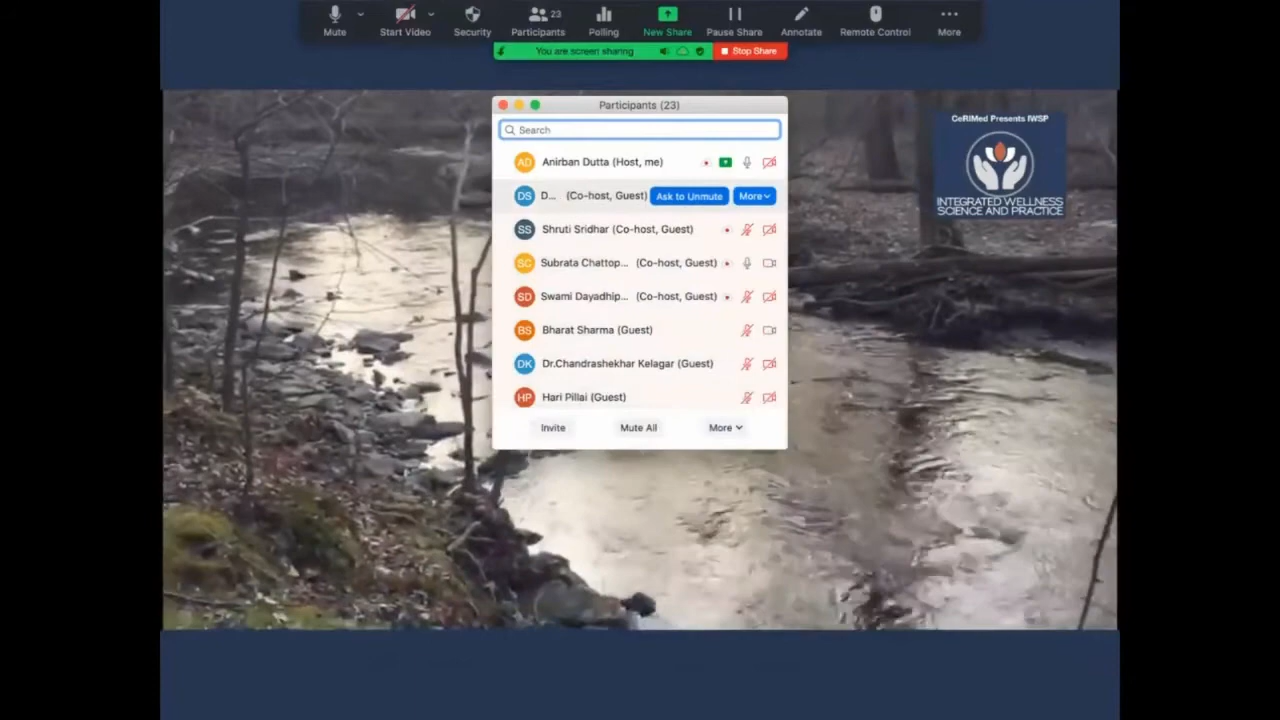 Mute
Start Video
Security
Participants
23
Polling
New Share
Pause Share
Annotate
Remote Control
More
You are screen sharing
Stop Share
Participants (23)
Search
AD Anirban Dutta (Host, me)
DS D... (Co-host, Guest) Ask to Unmute More
SS Shruti Sridhar (Co-host, Guest)
SC Subrata Chattop... (Co-host, Guest)
SD Swami Dayadhip... (Co-host, Guest)
BS Bharat Sharma (Guest)
DK Dr.Chandrashekhar Kelagar (Guest)
HP Hari Pillai (Guest)
Invite Mute All More
CeRIMed Presents IWSP
INTEGRATED WELLNESS
SCIENCE AND PRACTICE